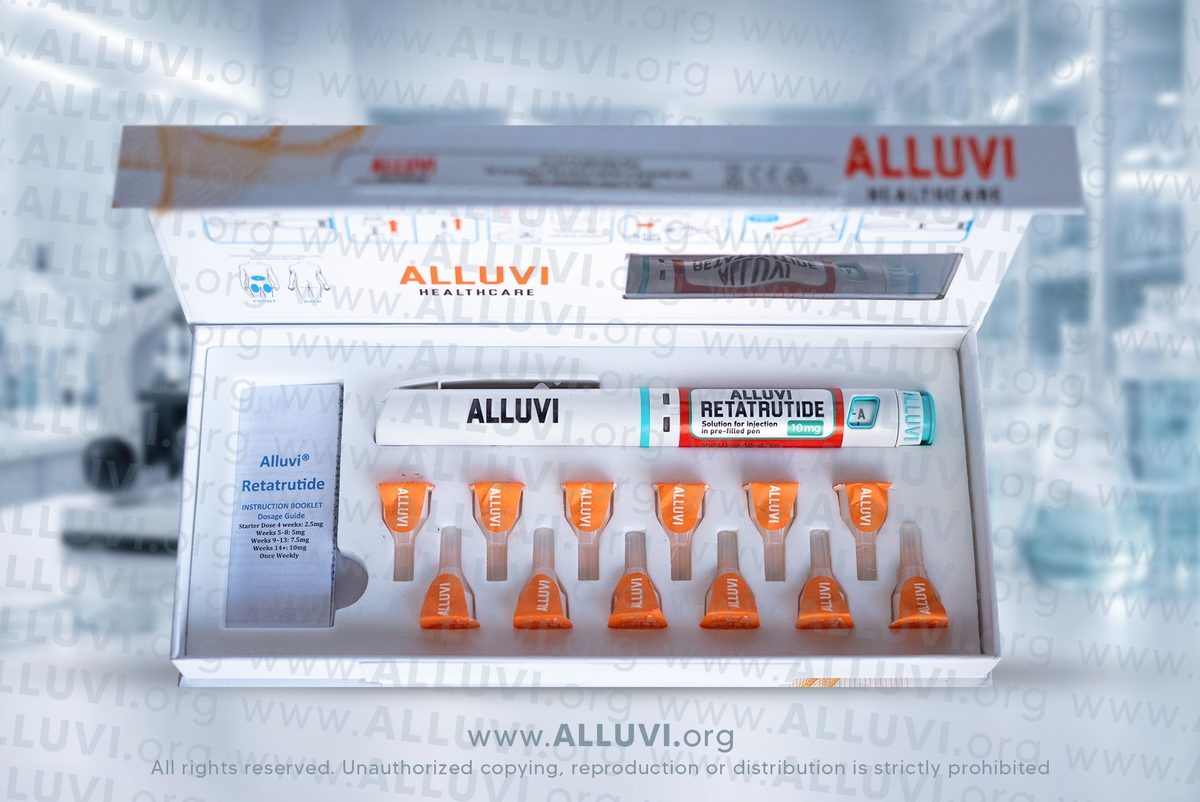 ALLUVI
ALLUVI
HEALTHCARE
FRONT
BACK
ALLUVI
HEALTHCARE
RETATRUTIDE
ALLUVI
ALLUVI
ALLUVI
RETATRUTIDE
Solution for injection
in pre-filled pen
10mg
A
ALLUVI
Alluvi®
Retatrutide
INSTRUCTION BOOKLET
Dosage Guide
Starter Dose 4 weeks: 2.5mg
Weeks 5-8: 5mg
Weeks 9-13: 7.5mg
Weeks 14+: 10mg
Once Weekly
ALLUVI
ALLUVI
ALLUVI
ALLUVI
ALLUVI
ALLUVI
ALLUVI
ALLUVI
ALLUVI
ALLUVI
ALLUVI
ALLUVI
www.ALLUVI.org
All rights reserved. Unauthorized copying, reproduction or distribution is strictly prohibited